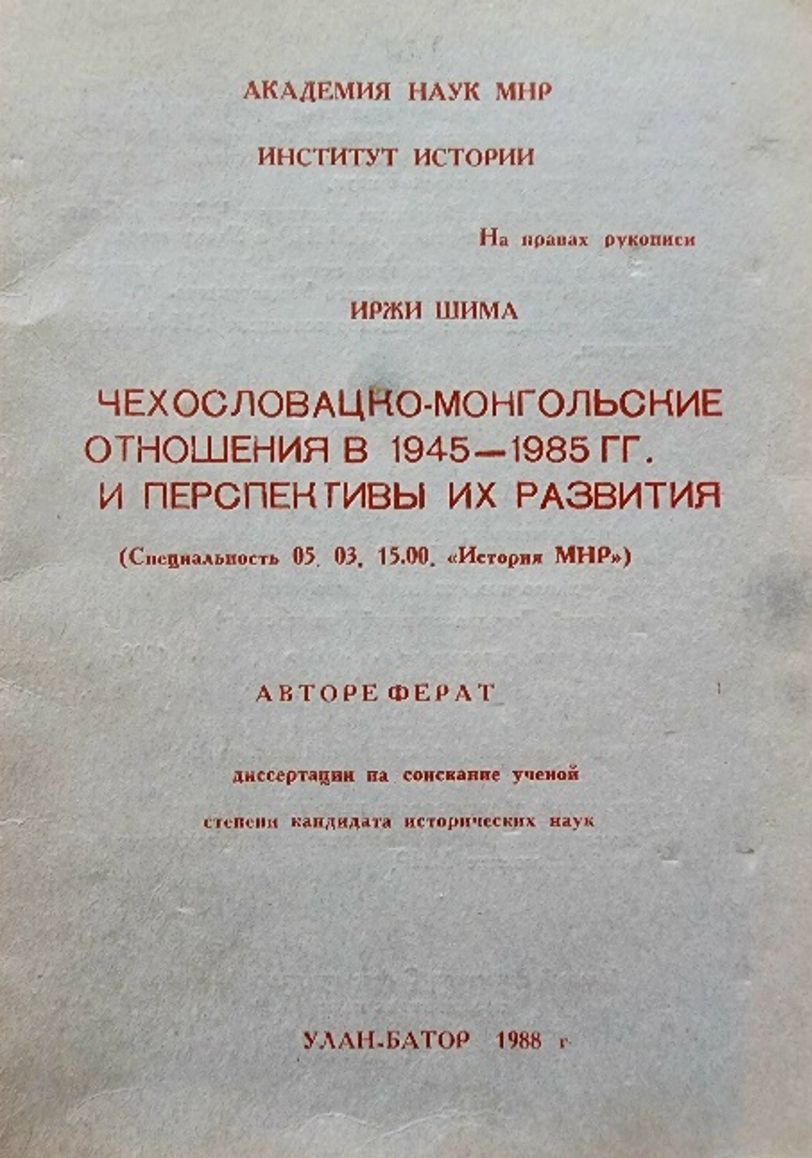 АКАДЕМИЯ НАУК МНР
ИНСТИТУТ ИСТОРИИ
На правах рукописи
ИРЖИ ШИМА
ЧЕХОСЛОВАЦКО-МОНГОЛЬСКИЕ
ОТНОШЕНИЯ В 1945—1985 ГГ.
И ПЕРСПЕКТИВЫ ИХ РАЗВИТИЯ
(Специальность 05. 03. 15.00. «История МНР»)
АВТОРЕФЕРАТ
диссертации на соискание ученой
степени кандидата исторических наук
УЛАН-БАТОР 1988 г